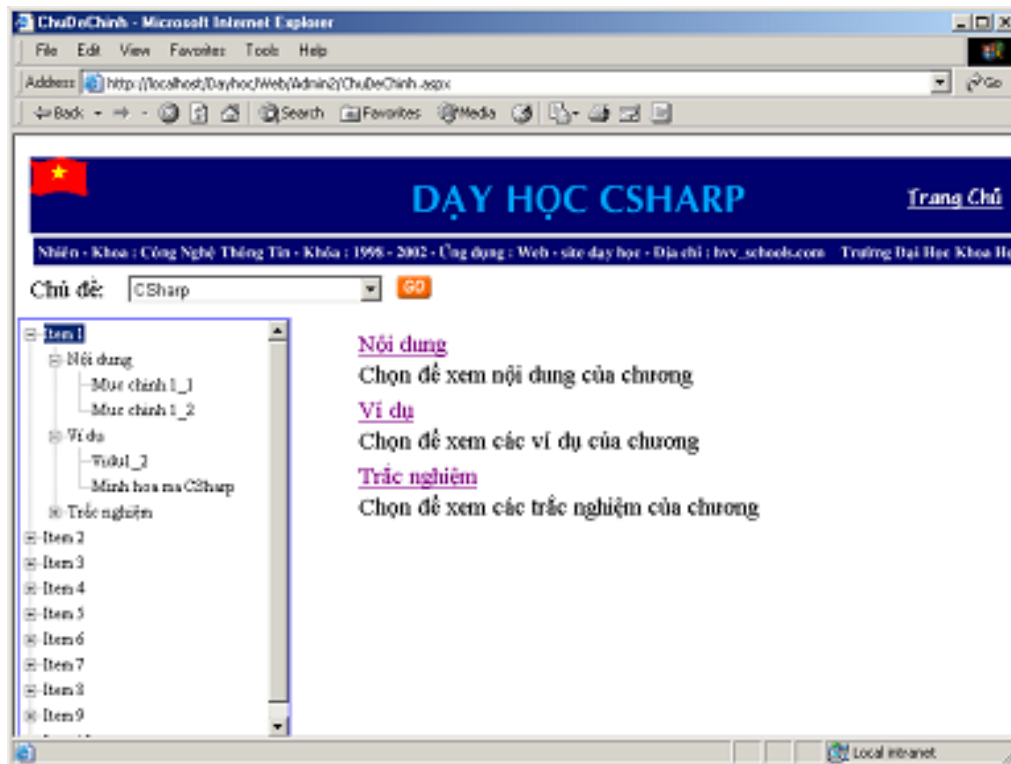 ChuDeChinh - Microsoft Internet Explorer
File Edit View Favorites Tools Help
Address http://localhost/Dayhoc/Web/Admin2/ChuDeChinh.aspx Go
Back Search Favorites Media
DẠY HỌC CSHARP
Trang Chủ
Nhiên - Khoa : Công Nghệ Thông Tin - Khóa : 1998 - 2002 - Ứng dụng : Web - site dạy học - Địa chỉ : hvv_schools.com Trường Đại Học Khoa
Chủ đề: CSharp GO
Item 1
Nội dung
Muc chinh 1_1
Muc chinh 1_2
Ví dụ
Vidu1_2
Minh hoa ma CSharp
Trắc nghiệm
Item 2
Item 3
Item 4
Item 5
Item 6
Item 7
Item 8
Item 9
Nội dung
Chọn để xem nội dung của chương
Ví dụ
Chọn để xem các ví dụ của chương
Trắc nghiệm
Chọn để xem các trắc nghiệm của chương
Local intranet